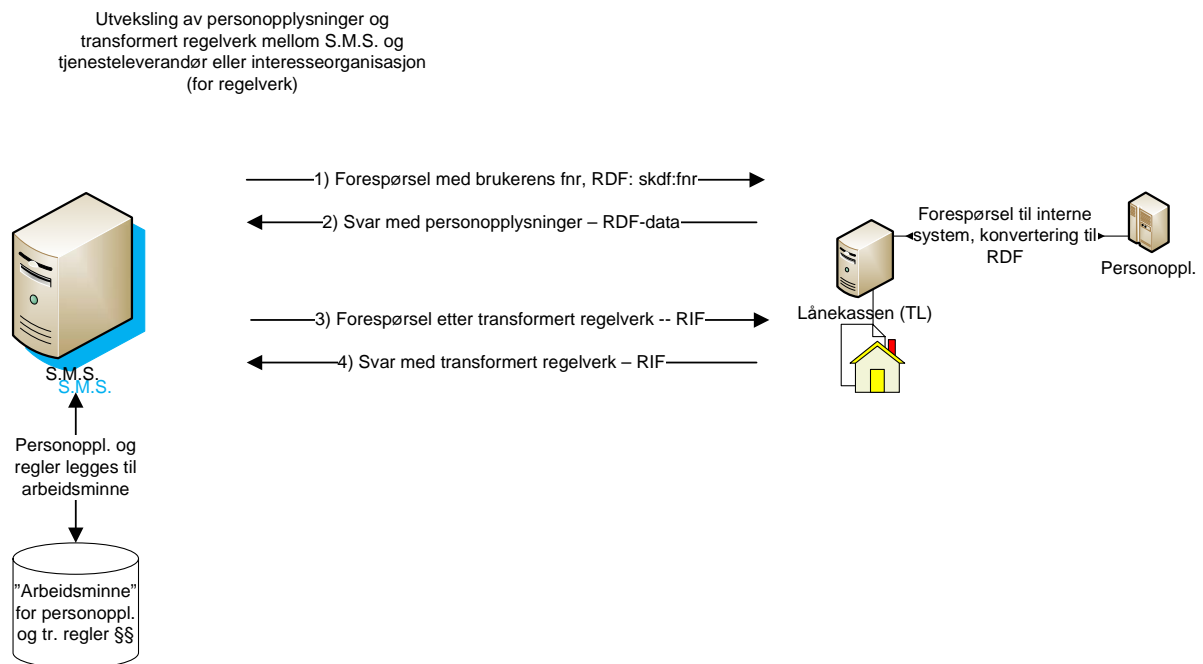 Utveksling av personopplysninger og
transformert regelverk mellom S.M.S. og
tjenesteleverandør eller interesseorganisasjon
(for regelverk)
1) Forespørsel med brukerens fnr, RDF: skdf:fnr
2) Svar med personopplysninger – RDF-data
Forespørsel til interne
system, konvertering til
RDF
Personoppl.
3) Forespørsel etter transformert regelverk -- RIF
Lånekassen (TL)
4) Svar med transformert regelverk – RIF
S.M.S.
S.M.S.
Personoppl. og
regler legges til
arbeidsminne
”Arbeidsminne”
for personoppl.
og tr. regler §§